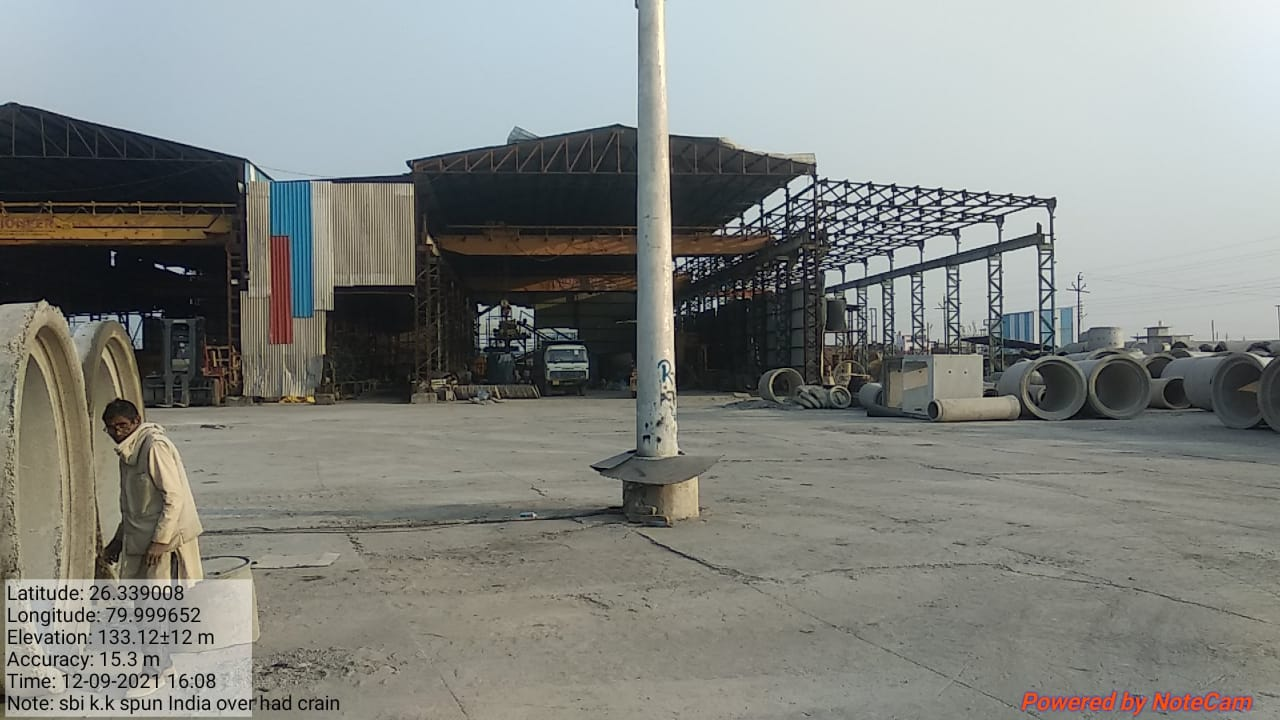 Latitude: 26.339008
Longitude: 79.999652
Elevation: 133.12±12 m
Accuracy: 15.3 m
Time: 12-09-2021 16:08
Note: sbi k.k spun India over had crain
Powered by NoteCam